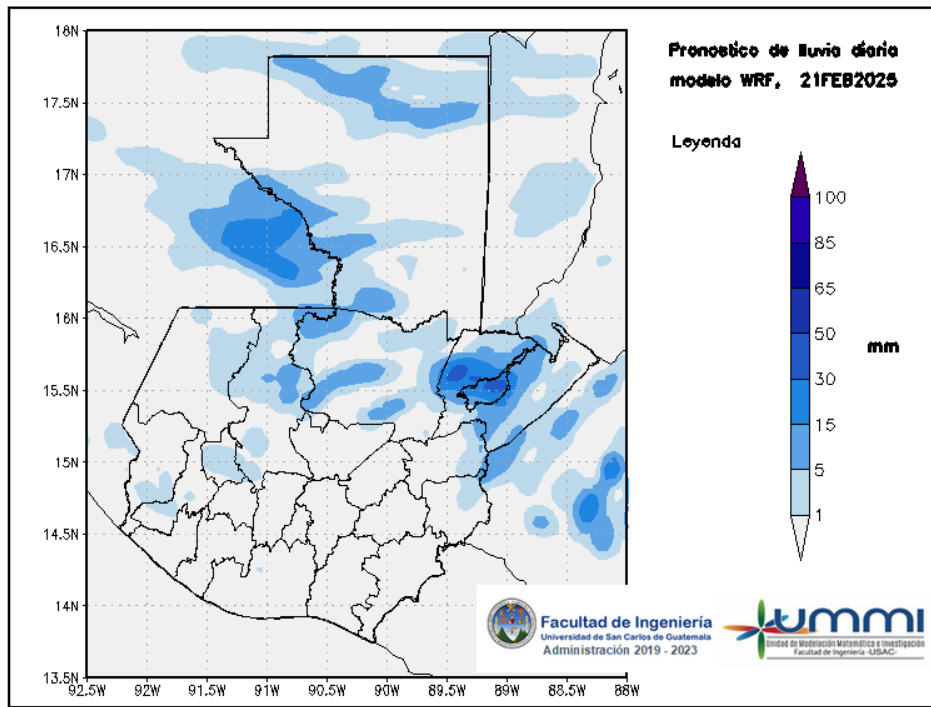 Pronostico de lluvia diaria
modelo WRF, 21FEB2025
Leyenda
100
85
65
50
30
15
5
1
mm
18N
17.5N
17N
16.5N
16N
15.5N
15N
14.5N
14N
13.5N
92.5W
92W
91.5W
91W
90.5W
90W
89.5W
89W
88.5W
88W
Facultad de Ingeniería
Universidad de San Carlos de Guatemala
Administración 2019 - 2023
UMMI
Unidad de Modelación Matemática e Investigación
Facultad de Ingeniería -USAC-